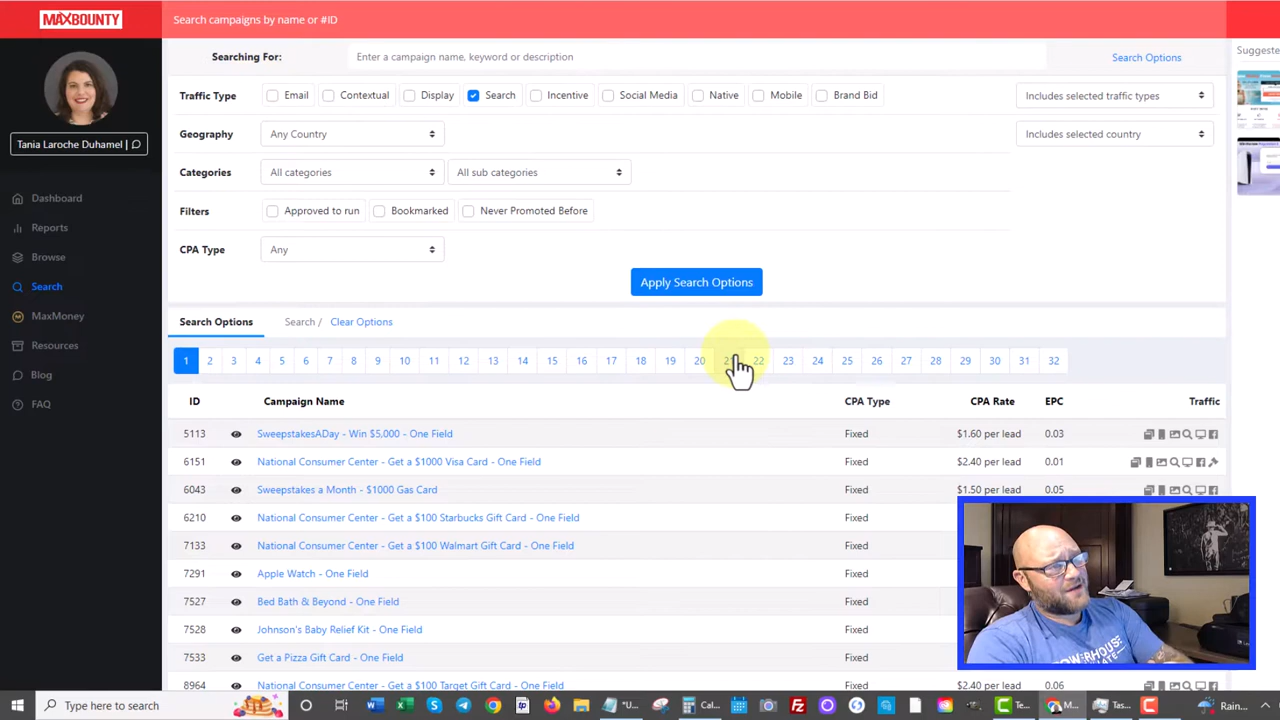 MAXBOUNTY
Search campaigns by name or #ID
Tania Laroche Duhamel |
Dashboard
Reports
Browse
Search
MaxMoney
Resources
Blog
FAQ
Searching For:
Enter a campaign name, keyword or description
Search Options
Traffic Type Email Contextual Display Search Incentive Social Media Native Mobile Brand Bid Includes selected traffic types
Geography Any Country Includes selected country
Categories All categories All sub categories
Filters Approved to run Bookmarked Never Promoted Before
CPA Type Any
Apply Search Options
Search Options Search / Clear Options
1 2 3 4 5 6 7 8 9 10 11 12 13 14 15 16 17 18 19 20 21 22 23 24 25 26 27 28 29 30 31 32
ID Campaign Name CPA Type CPA Rate EPC Traffic
5113 SweepstakesADay - Win $5,000 - One Field Fixed $1.60 per lead 0.03
6151 National Consumer Center - Get a $1000 Visa Card - One Field Fixed $2.40 per lead 0.01
6043 Sweepstakes a Month - $1000 Gas Card Fixed $1.50 per lead 0.05
6210 National Consumer Center - Get a $100 Starbucks Gift Card - One Field Fixed
7133 National Consumer Center - Get a $100 Walmart Gift Card - One Field Fixed
7291 Apple Watch - One Field Fixed
7527 Bed Bath & Beyond - One Field Fixed
7528 Johnson's Baby Relief Kit - One Field Fixed
7533 Get a Pizza Gift Card - One Field Fixed
8964 National Consumer Center - Get a $100 Target Gift Card - One Field Fixed $2.40 per lead 0.06
Suggeste
Type here to search
*U... Cal... Te... M... Tas... Rain...